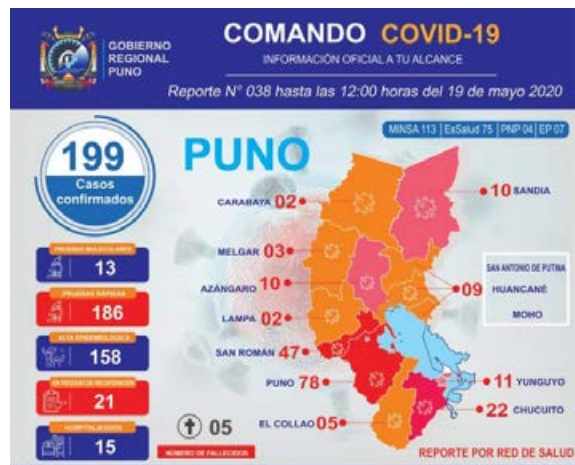 GOBIERNO
REGIONAL
PUNO
COMANDO COVID-19
INFORMACIÓN OFICIAL A TU ALCANCE
Reporte N° 038 hasta las 12:00 horas del 19 de mayo 2020
MINSA 113 | EsSalud 75 | PNP 04 | EP 07
199
Casos
confirmados
PUNO
CARABAYA 02
10 SANDIA
MELGAR 03
AZÁNGARO 10
SAN ANTONIO DE PUTINA
09 HUANCANÉ
MOHO
LAMPA 02
SAN ROMÁN 47
PUNO 78
11 YUNGUYO
22 CHUCUITO
EL COLLAO 05
PRUEBAS MOLECULARES
13
PRUEBAS RÁPIDAS
186
ALTA EPIDEMIOLÓGICA
158
EN PROCESO DE RECUPERACIÓN
21
HOSPITALIZADOS
15
05
NÚMERO DE FALLECIDOS
REPORTE POR RED DE SALUD